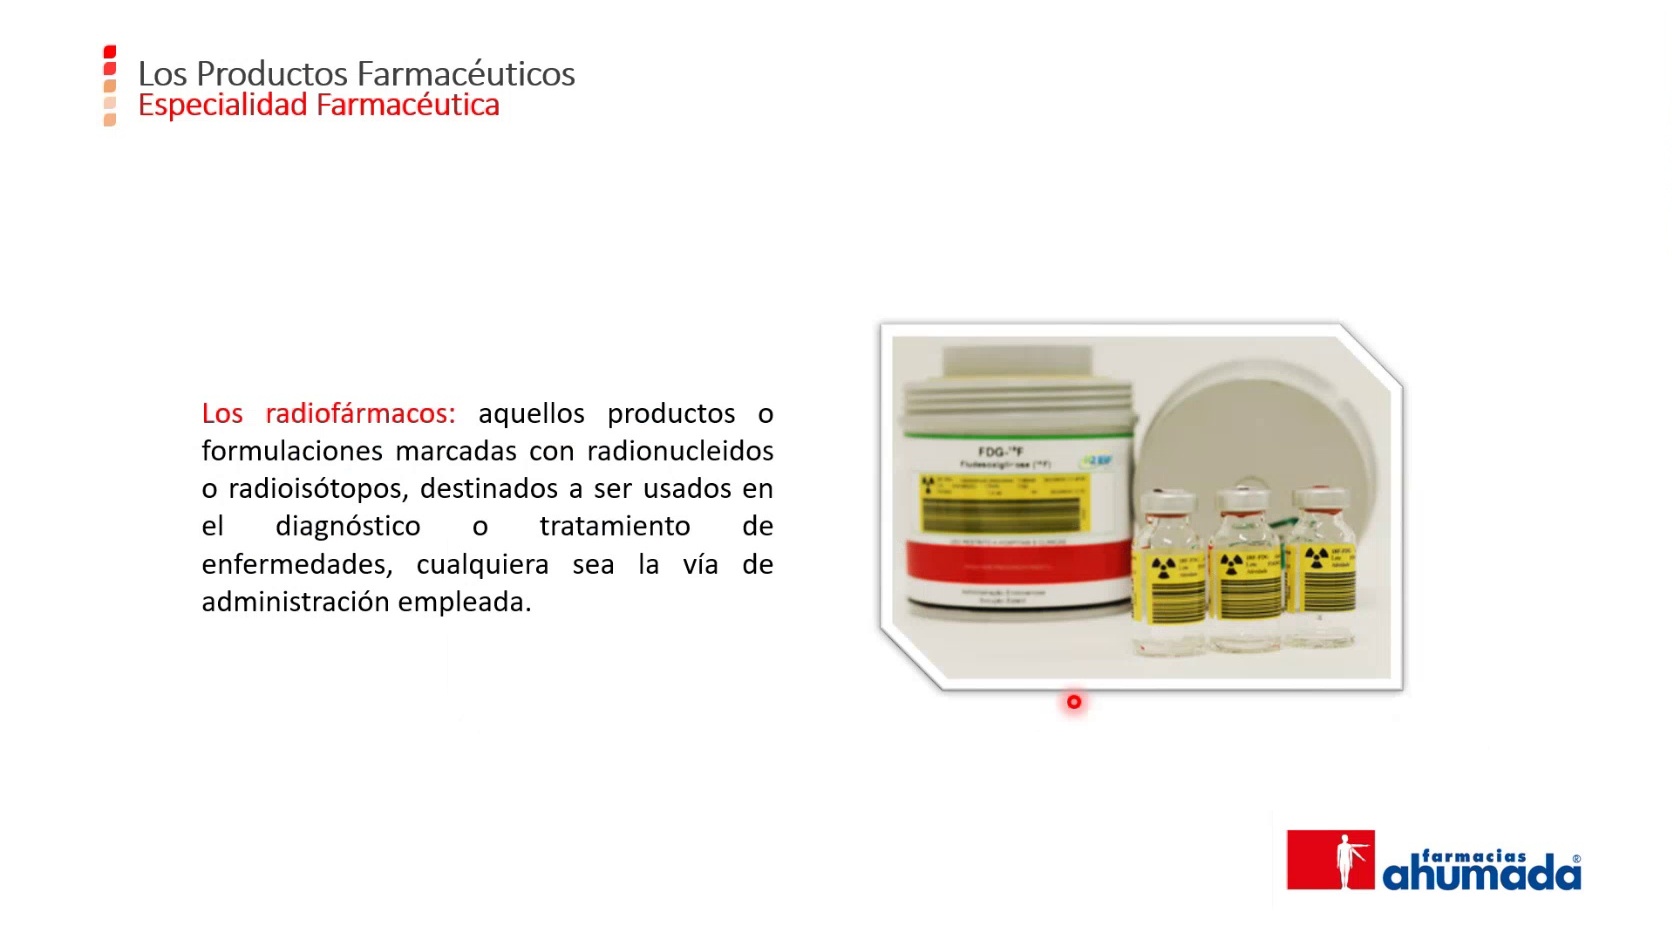 Los Productos Farmacéuticos
Especialidad Farmacéutica
Los radiofármacos: aquellos productos o
formulaciones marcadas con radionucleidos
o radioisótopos, destinados a ser usados en
el diagnóstico o tratamiento de
enfermedades, cualquiera sea la vía de
administración empleada.
FDG-¹⁸F
farmacias
ahumada®